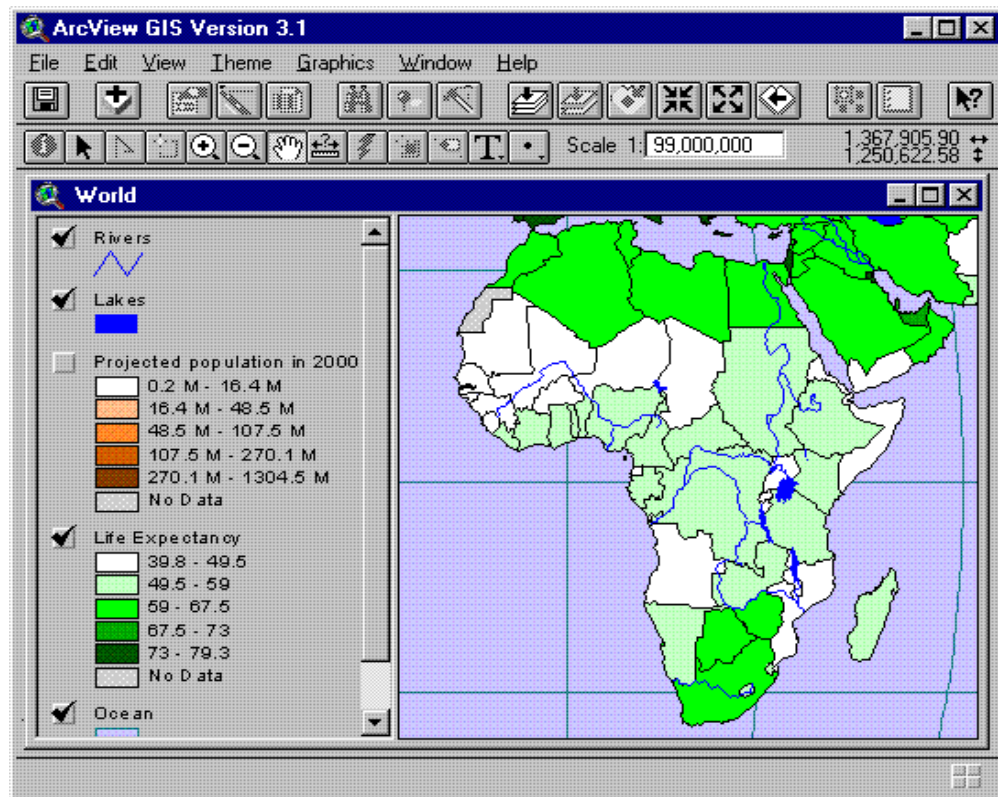 ArcView GIS Version 3.1
File Edit View Theme Graphics Window Help
T
Scale 1: 99,000,000
1,367,905.90
1,250,622.58
World
Rivers
Lakes
Projected population in 2000
0.2 M - 16.4 M
16.4 M - 48.5 M
48.5 M - 107.5 M
107.5 M - 270.1 M
270.1 M - 1304.5 M
No Data
Life Expectancy
39.8 - 49.5
49.5 - 59
59 - 67.5
67.5 - 73
73 - 79.3
No Data
Ocean